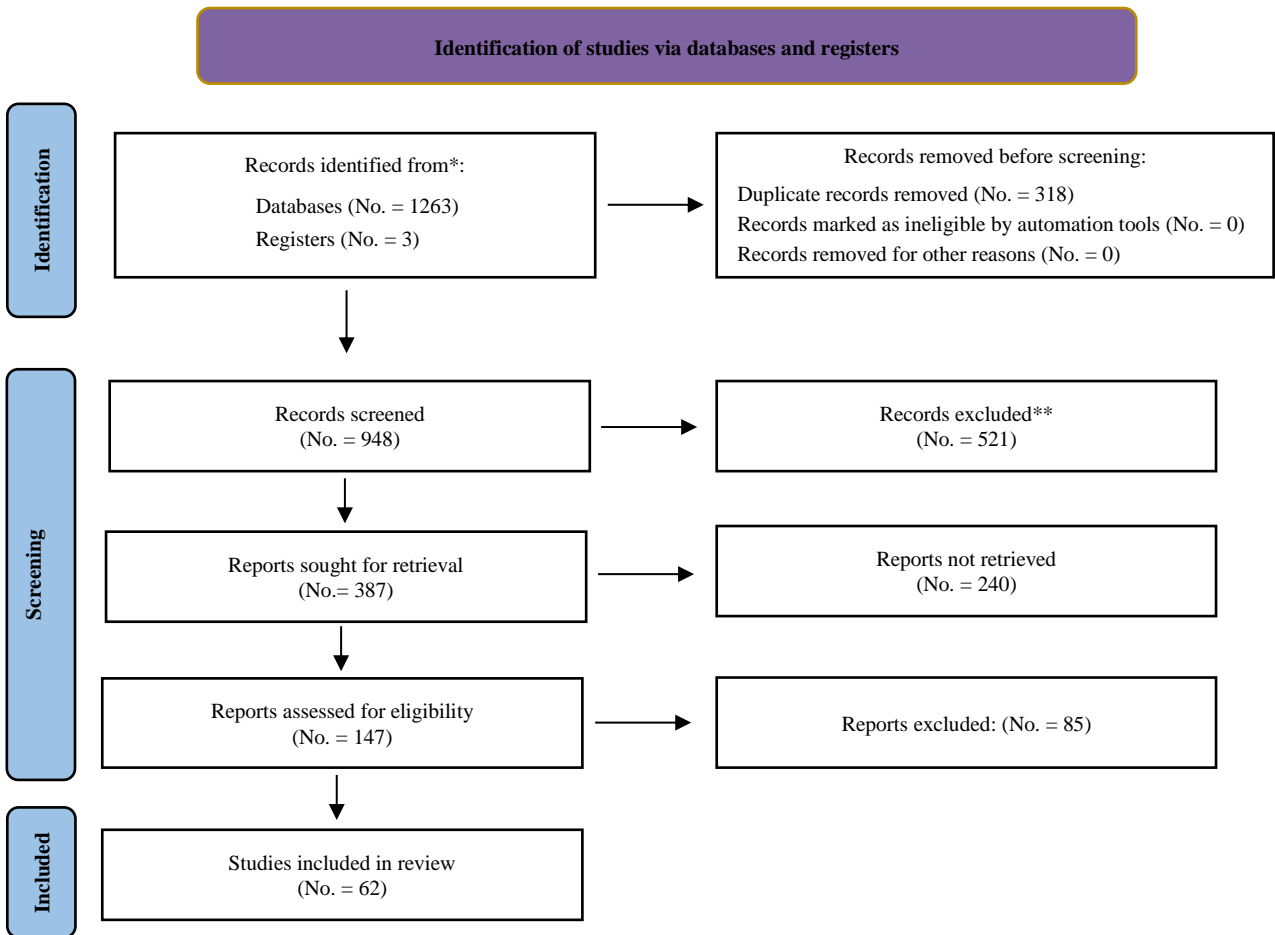 Identification of studies via databases and registers
Identification
Records identified from*:
Databases (No. = 1263)
Registers (No. = 3)
Records removed before screening:
Duplicate records removed (No. = 318)
Records marked as ineligible by automation tools (No. = 0)
Records removed for other reasons (No. = 0)
Screening
Records screened
(No. = 948)
Records excluded**
(No. = 521)
Reports sought for retrieval
(No.= 387)
Reports not retrieved
(No. = 240)
Reports assessed for eligibility
(No. = 147)
Reports excluded: (No. = 85)
Included
Studies included in review
(No. = 62)